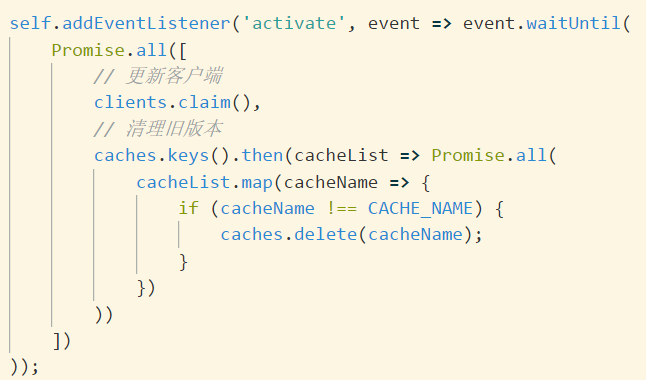 self.addEventListener('activate', event => event.waitUntil(
    Promise.all([
        // 更新客户端
        clients.claim(),
        // 清理旧版本
        caches.keys().then(cacheList => Promise.all(
            cacheList.map(cacheName => {
                if (cacheName !== CACHE_NAME) {
                    caches.delete(cacheName);
                }
            })
        ))
    ])
));